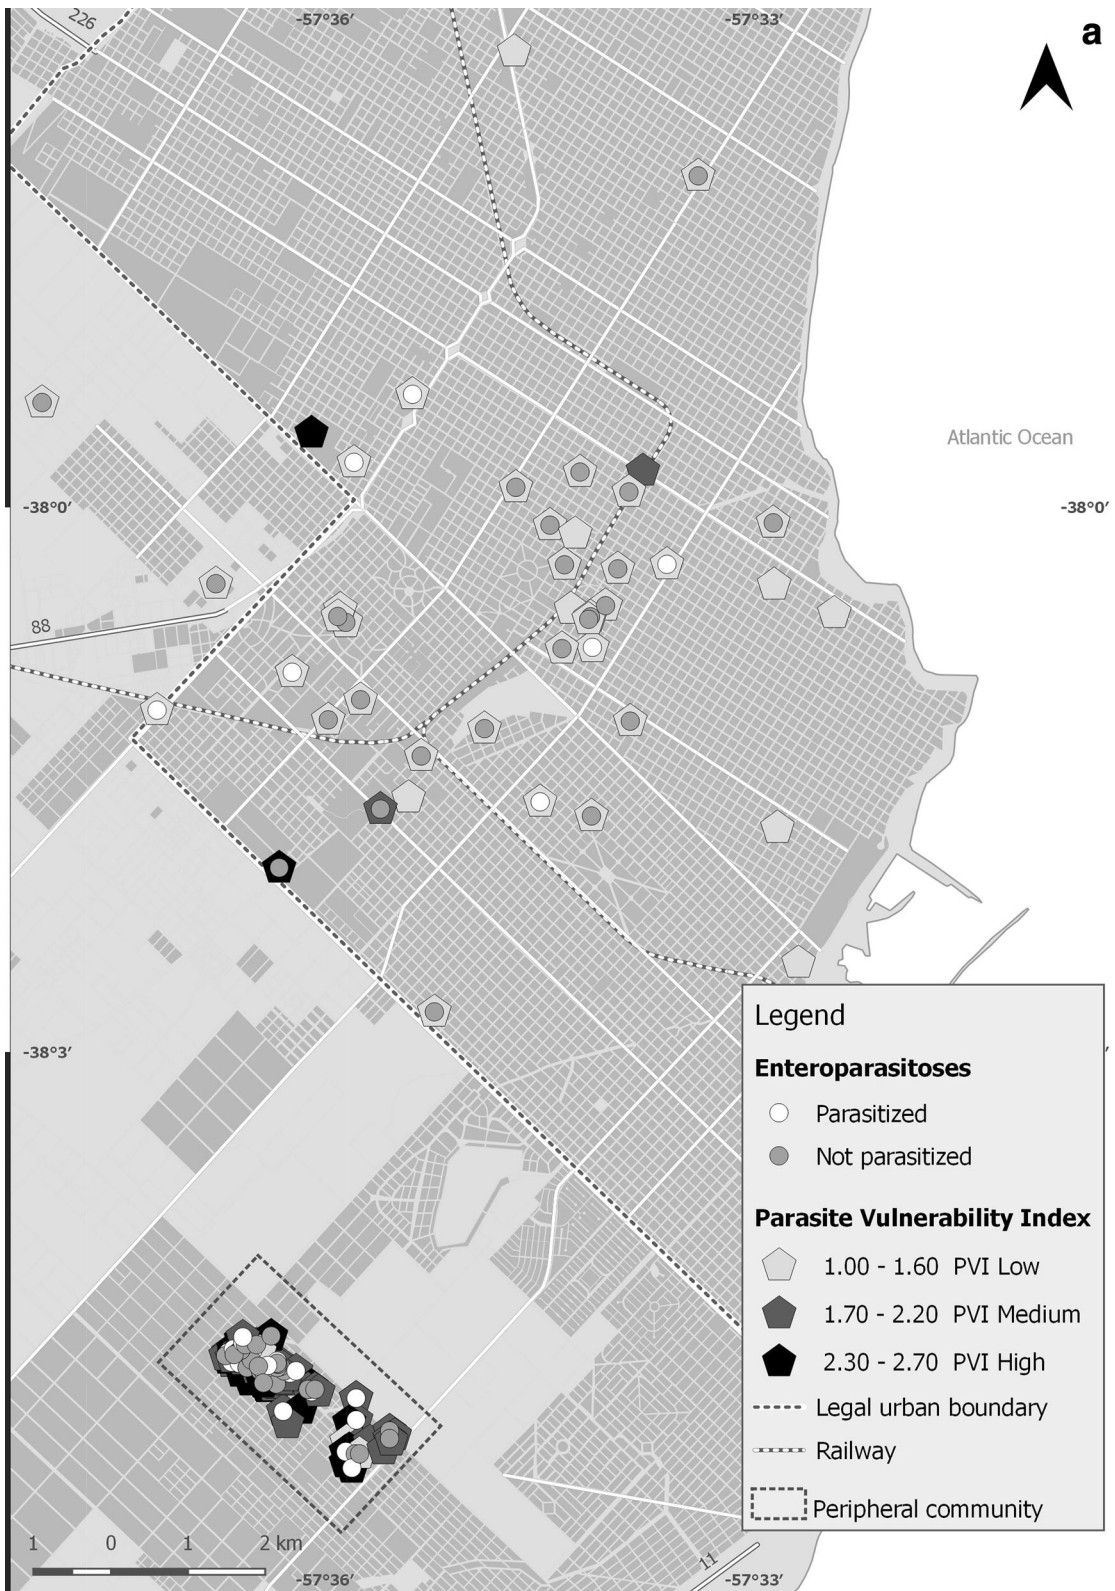 226
-57°36'
-57°33'
a
Atlantic Ocean
-38°0'
-38°0'
88
-38°3'
Legend
Enteroparasitoses
Parasitized
Not parasitized
Parasite Vulnerability Index
1.00 - 1.60 PVI Low
1.70 - 2.20 PVI Medium
2.30 - 2.70 PVI High
Legal urban boundary
Railway
Peripheral community
1 0 1 2 km
-57°36'
-57°33'
11